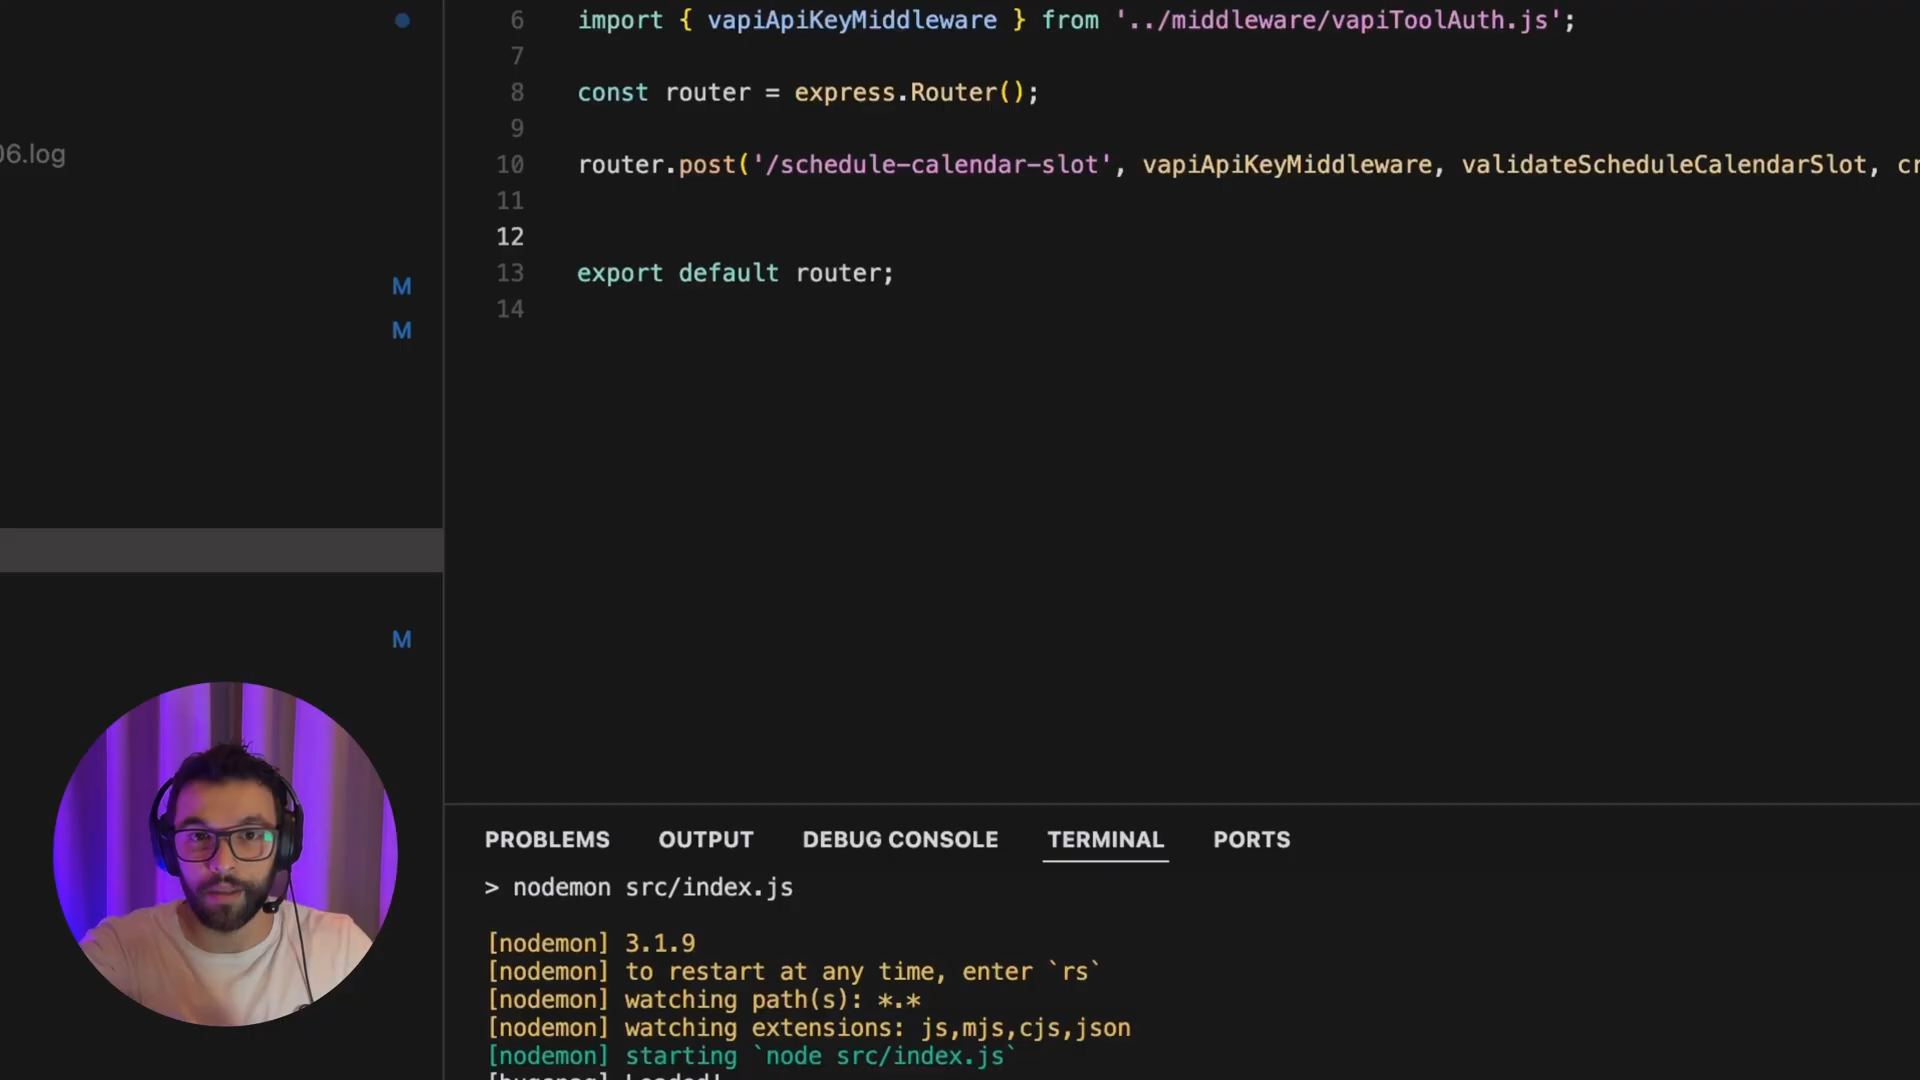 6 import { vapiApiKeyMiddleware } from '../middleware/vapiToolAuth.js';
7
8 const router = express.Router();
9
06.log
10 router.post('/schedule-calendar-slot', vapiApiKeyMiddleware, validateScheduleCalendarSlot, cr
11
12
M
13 export default router;
14
M
M
PROBLEMS OUTPUT DEBUG CONSOLE TERMINAL PORTS
> nodemon src/index.js
[nodemon] 3.1.9
[nodemon] to restart at any time, enter `rs`
[nodemon] watching path(s): *.*
[nodemon] watching extensions: js,mjs,cjs,json
[nodemon] starting `node src/index.js`